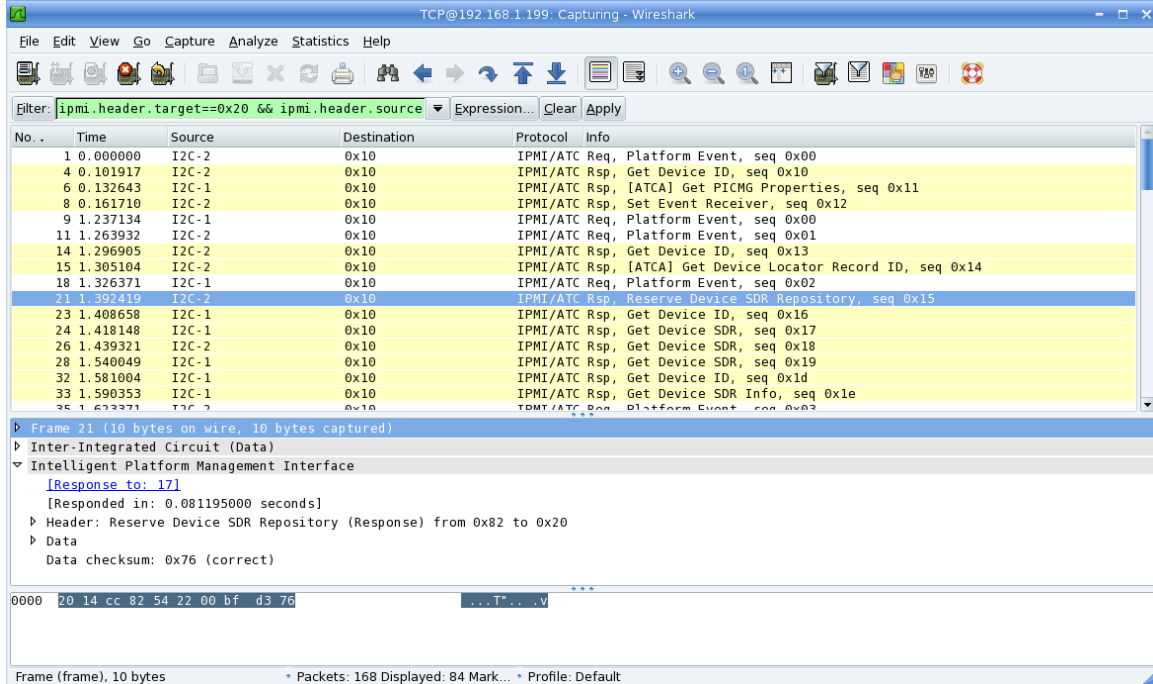 TCP@192.168.1.199: Capturing - Wireshark
File Edit View Go Capture Analyze Statistics Help
Filter: ipmi.header.target==0x20 && ipmi.header.source Expression... Clear Apply
No. . Time Source Destination Protocol Info
1 0.000000 I2C-2 0x10 IPMI/ATC Req, Platform Event, seq 0x00
4 0.101917 I2C-2 0x10 IPMI/ATC Rsp, Get Device ID, seq 0x10
6 0.132643 I2C-1 0x10 IPMI/ATC Rsp, [ATCA] Get PICMG Properties, seq 0x11
8 0.161710 I2C-2 0x10 IPMI/ATC Rsp, Set Event Receiver, seq 0x12
9 1.237134 I2C-1 0x10 IPMI/ATC Req, Platform Event, seq 0x00
11 1.263932 I2C-2 0x10 IPMI/ATC Req, Platform Event, seq 0x01
14 1.296905 I2C-2 0x10 IPMI/ATC Rsp, Get Device ID, seq 0x13
15 1.305104 I2C-2 0x10 IPMI/ATC Rsp, [ATCA] Get Device Locator Record ID, seq 0x14
18 1.326371 I2C-1 0x10 IPMI/ATC Req, Platform Event, seq 0x02
21 1.392419 I2C-2 0x10 IPMI/ATC Rsp, Reserve Device SDR Repository, seq 0x15
23 1.408658 I2C-1 0x10 IPMI/ATC Rsp, Get Device ID, seq 0x16
24 1.418148 I2C-1 0x10 IPMI/ATC Rsp, Get Device SDR, seq 0x17
26 1.439321 I2C-2 0x10 IPMI/ATC Rsp, Get Device SDR, seq 0x18
28 1.540049 I2C-1 0x10 IPMI/ATC Rsp, Get Device SDR, seq 0x19
32 1.581004 I2C-1 0x10 IPMI/ATC Rsp, Get Device ID, seq 0x1d
33 1.590353 I2C-1 0x10 IPMI/ATC Rsp, Get Device SDR Info, seq 0x1e
35 1.623371 I2C-2 0x10 IPMI/ATC Req, Platform Event, seq 0x03
Frame 21 (10 bytes on wire, 10 bytes captured)
Inter-Integrated Circuit (Data)
Intelligent Platform Management Interface
[Response to: 17]
[Responded in: 0.081195000 seconds]
Header: Reserve Device SDR Repository (Response) from 0x82 to 0x20
Data
Data checksum: 0x76 (correct)
0000 20 14 cc 82 54 22 00 bf d3 76 ...T".. .v
Frame (frame), 10 bytes Packets: 168 Displayed: 84 Mark... Profile: Default